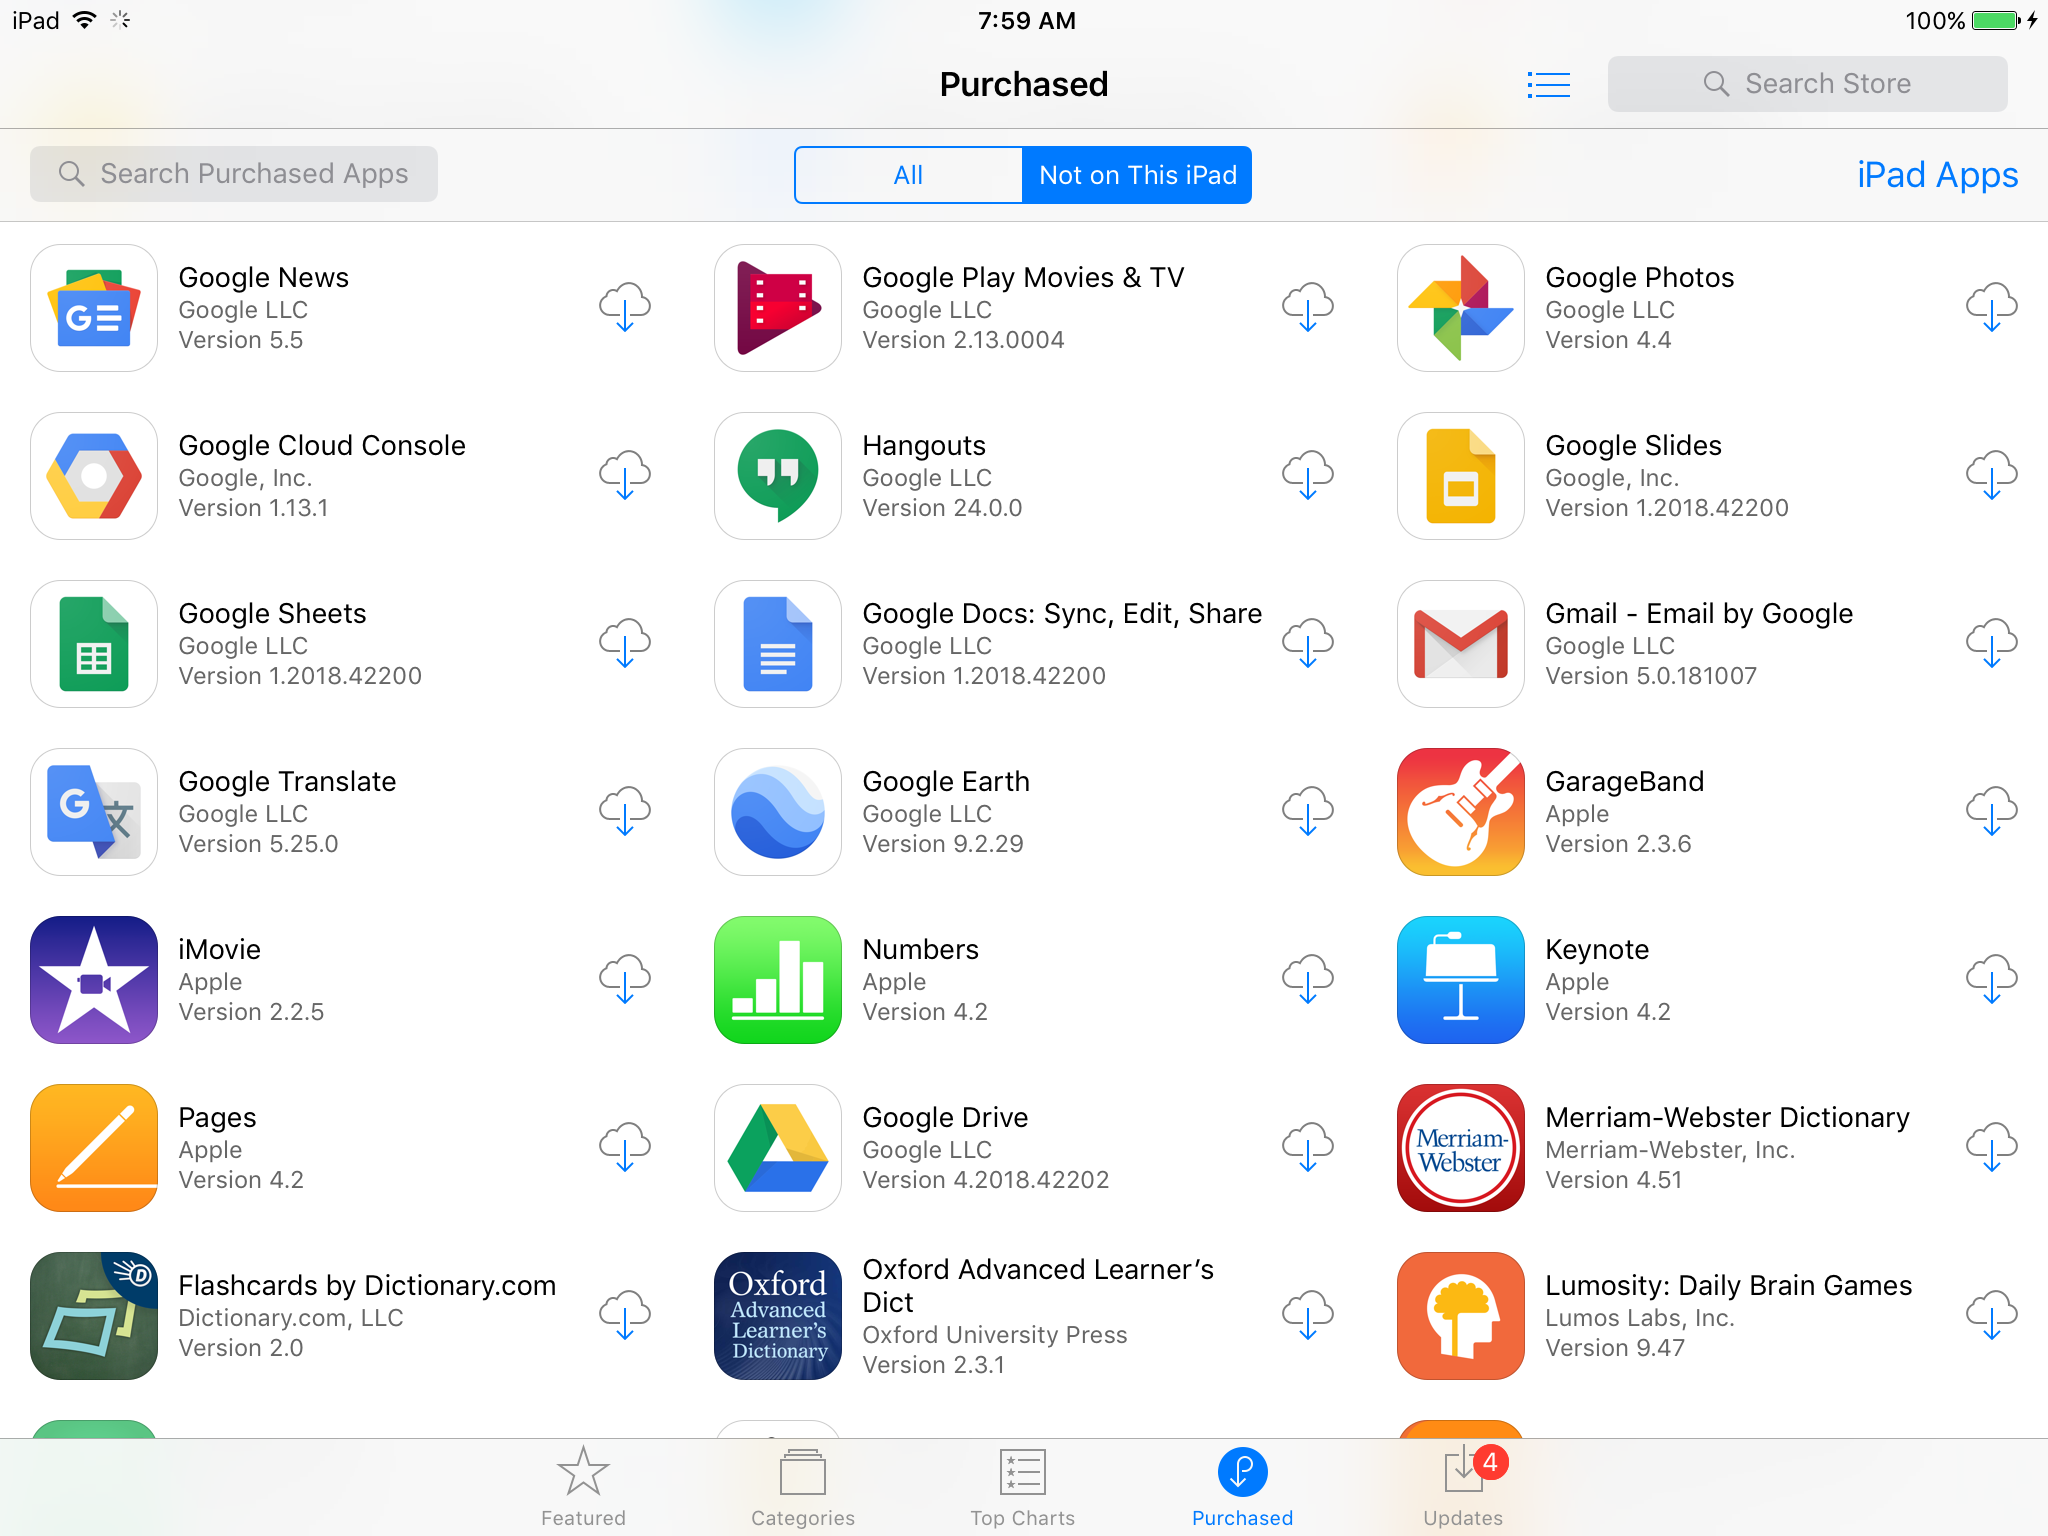 iPad
7:59 AM
100%
Purchased
Search Store
Search Purchased Apps
All
Not on This iPad
iPad Apps
Google News
Google LLC
Version 5.5
Google Play Movies & TV
Google LLC
Version 2.13.0004
Google Photos
Google LLC
Version 4.4
Google Cloud Console
Google, Inc.
Version 1.13.1
Hangouts
Google LLC
Version 24.0.0
Google Slides
Google, Inc.
Version 1.2018.42200
Google Sheets
Google LLC
Version 1.2018.42200
Google Docs: Sync, Edit, Share
Google LLC
Version 1.2018.42200
Gmail - Email by Google
Google LLC
Version 5.0.181007
G
文
Google Translate
Google LLC
Version 5.25.0
Google Earth
Google LLC
Version 9.2.29
GarageBand
Apple
Version 2.3.6
iMovie
Apple
Version 2.2.5
Numbers
Apple
Version 4.2
Keynote
Apple
Version 4.2
Pages
Apple
Version 4.2
Google Drive
Google LLC
Version 4.2018.42202
Merriam-
Webster
Merriam-Webster Dictionary
Merriam-Webster, Inc.
Version 4.51
D
Flashcards by Dictionary.com
Dictionary.com, LLC
Version 2.0
Oxford
Advanced
Learner's
Dictionary
Oxford Advanced Learner’s
Dict
Oxford University Press
Version 2.3.1
Lumosity: Daily Brain Games
Lumos Labs, Inc.
Version 9.47
Featured
Categories
Top Charts
Purchased
4
Updates